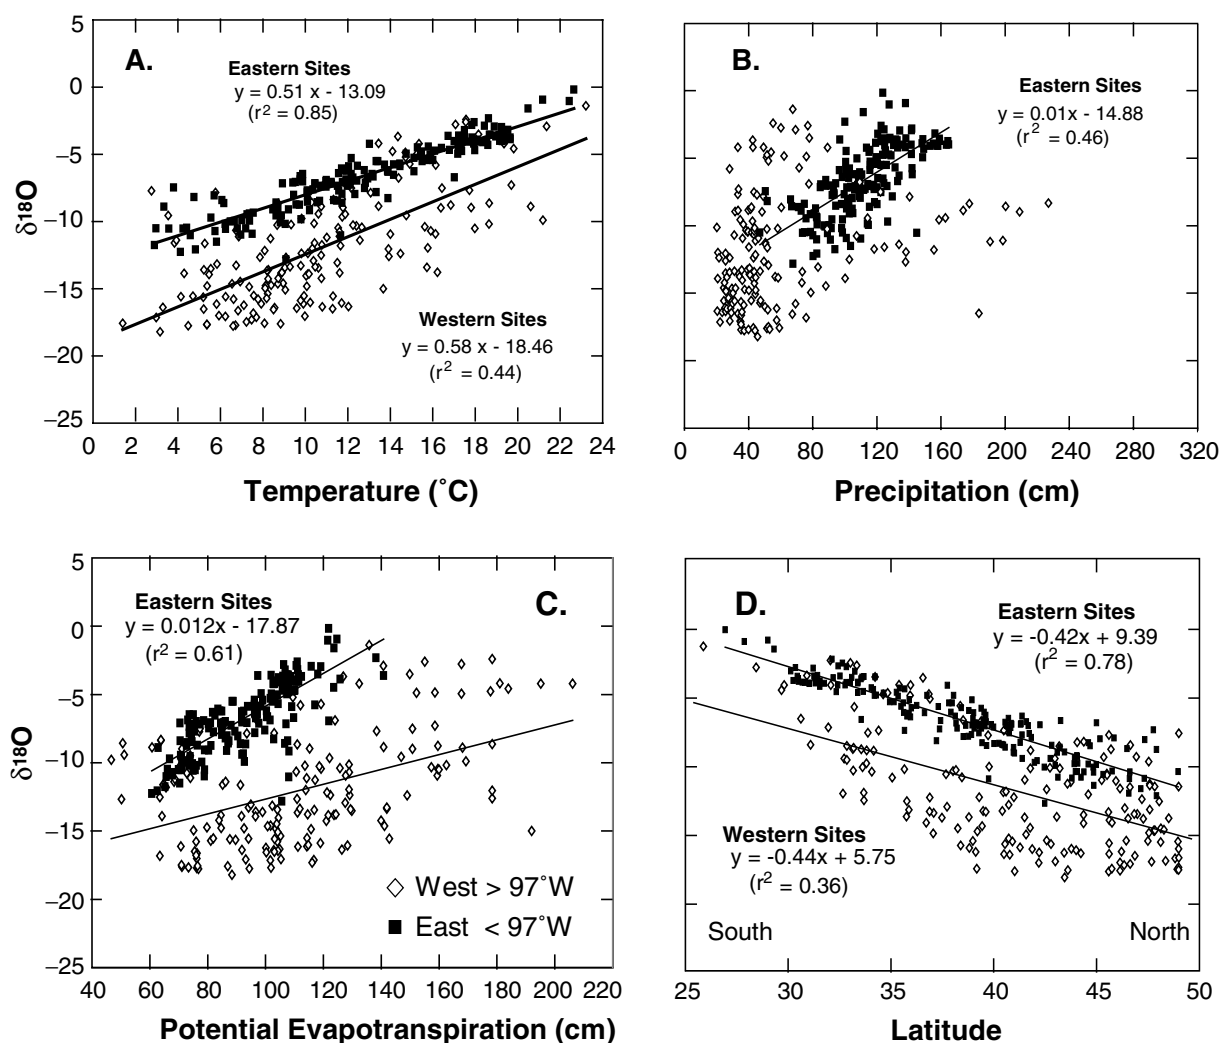 A.
Eastern Sites
y = 0.51 x - 13.09
(r2 = 0.85)
Western Sites
y = 0.58 x - 18.46
(r2 = 0.44)
5
0
−5
−10
−15
−20
−25
δ18O
0 2 4 6 8 10 12 14 16 18 20 22 24
Temperature (˚C)
B.
Eastern Sites
y = 0.01x - 14.88
(r2 = 0.46)
0 40 80 120 160 200 240 280 320
Precipitation (cm)
C.
Eastern Sites
y = 0.012x - 17.87
(r2 = 0.61)
West > 97˚W
East < 97˚W
5
0
−5
−10
−15
−20
−25
δ18O
40 60 80 100 120 140 160 180 200 220
Potential Evapotranspiration (cm)
D.
Eastern Sites
y = -0.42x + 9.39
(r2 = 0.78)
Western Sites
y = -0.44x + 5.75
(r2 = 0.36)
South North
25 30 35 40 45 50
Latitude